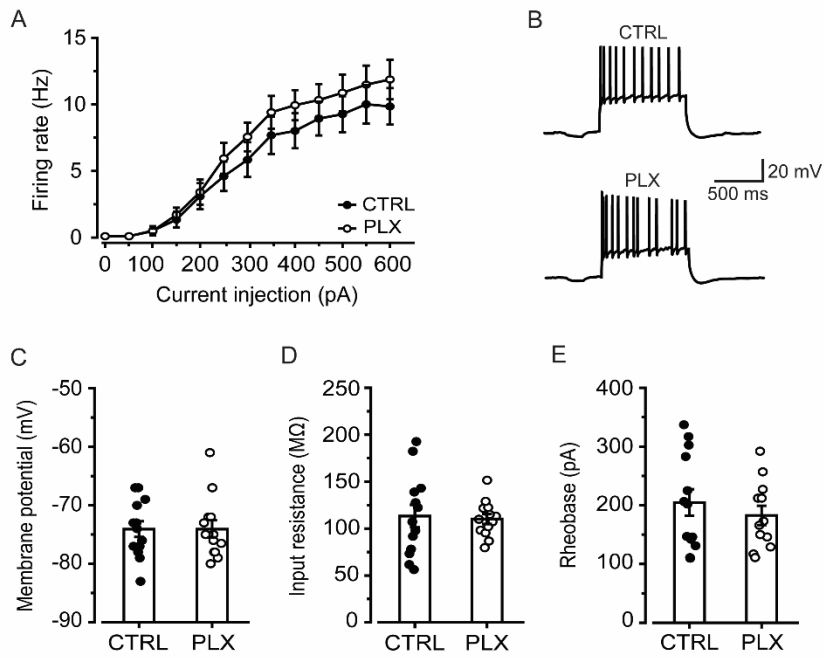 A
15
10
5
0
Firing rate (Hz)
CTRL
PLX
0 100 200 300 400 500 600
Current injection (pA)
B
CTRL
PLX
20 mV
500 ms
C
-50
-60
-70
-80
-90
Membrane potential (mV)
CTRL PLX
D
250
200
150
100
50
0
Input resistance (MΩ)
CTRL PLX
E
400
300
200
100
0
Rheobase (pA)
CTRL PLX